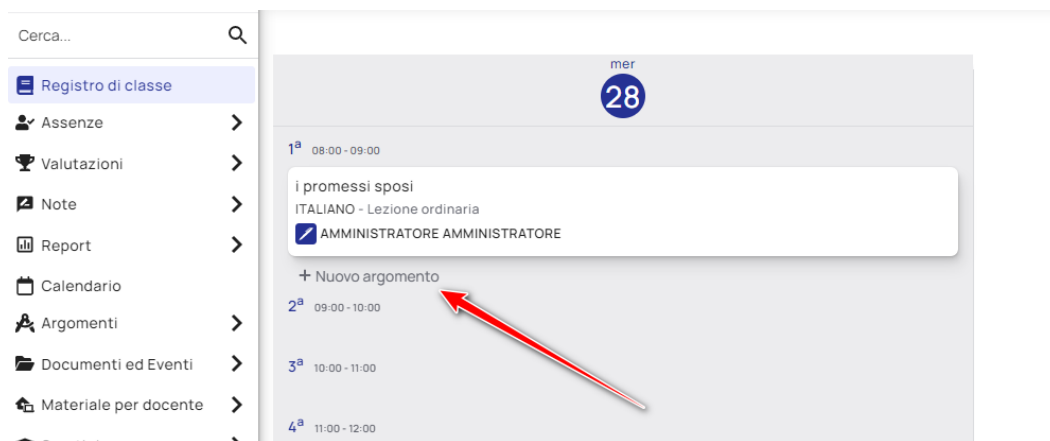 Cerca...
Registro di classe
Assenze
Valutazioni
Note
Report
Calendario
Argomenti
Documenti ed Eventi
Materiale per docente
mer
28
1ª 08:00 - 09:00
i promessi sposi
ITALIANO - Lezione ordinaria
AMMINISTRATORE AMMINISTRATORE
+ Nuovo argomento
2ª 09:00 - 10:00
3ª 10:00 - 11:00
4ª 11:00 - 12:00